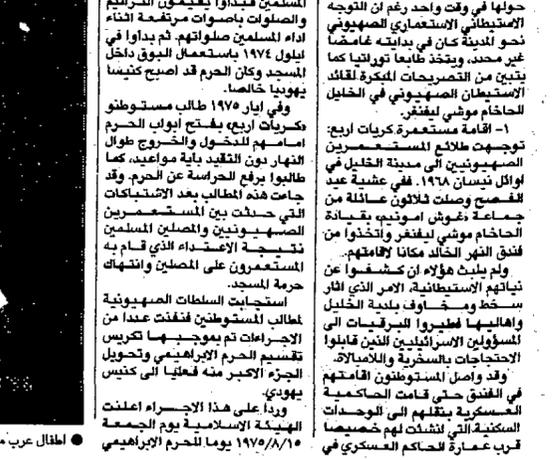 حولها في وقت واحد رغم ان التوجه
الاستيطاني الاستعماري الصهيوني
نحو المدينة كان في بدايته غامضا
غير محدد، ويتخذ طابعا توراتيا كما
يتبين من التصريحات المبكرة لقائد
الاستيطان الصهيوني في الخليل
الحاخام موشي ليفنغر.
١- اقامة مستعمرة كريات اربع:
توجهت طلائع المستعمرين
الصهيونيين الى مدينة الخليل في
اوائل نيسان ١٩٦٨. ففي عشية عيد
الفصح وصلت ثلاثون عائلة من
جماعة «غوش امونيم» بقيادة
الحاخام موشي ليفنغر واتخذوا من
فندق النهر الخالد مكانا لاقامتهم.
ولم يلبث هؤلاء ان كشفوا عن
نياتهم الاستيطانية، الامر الذي اثار
سخط ومخاوف بلدية الخليل
واهاليها فطيروا البرقيات الى
المسؤولين الاسرائيليين الذين قابلوا
الاحتجاجات بالسخرية واللامبالاة.
وقد واصل المستوطنون اقامتهم
في الفندق حتى قامت الحاكمية
العسكرية بنقلهم الى الوحدات
السكنية التي انشئت لهم خصيصا
قرب عمارة الحاكم العسكري في
المسلمين فبدأوا يقيمون التراتيم
والصلوات باصوات مرتفعة اثناء
اداء المسلمين صلواتهم. ثم بدأوا في
ايلول ١٩٧٤ باستعمال البوق داخل
المسجد وكان الحرم قد اصبح كنيسا
يهوديا خالصا.
وفي ايار ١٩٧٥ طالب مستوطنو
«كريات اربع» بفتح ابواب الحرم
امامهم للدخول والخروج طوال
النهار دون التقيد باية مواعيد، كما
طالبوا برفع الحراسة عن الحرم. وقد
جاءت هذه المطالب بعد الاشتباكات
التي حدثت بين المستعمرين
الصهيونيين والمصلين المسلمين
نتيجة الاعتداء الذي قام به
المستعمرون على المصلين وانتهاك
حرمة المسجد.
استجابت السلطات الصهيونية
لمطالب المستوطنين فنفذت عددا من
الاجراءات تم بموجبها تكريس
تقسيم الحرم الابراهيمي وتحويل
الجزء الاكبر منه فعليا الى كنيس
يهودي.
وردا على هذا الاجراء اعلنت
الهيئة الاسلامية يوم الجمعة
١٩٧٥/٨/١٥ يوما للحرم الابراهيمي
● اطفال عرب